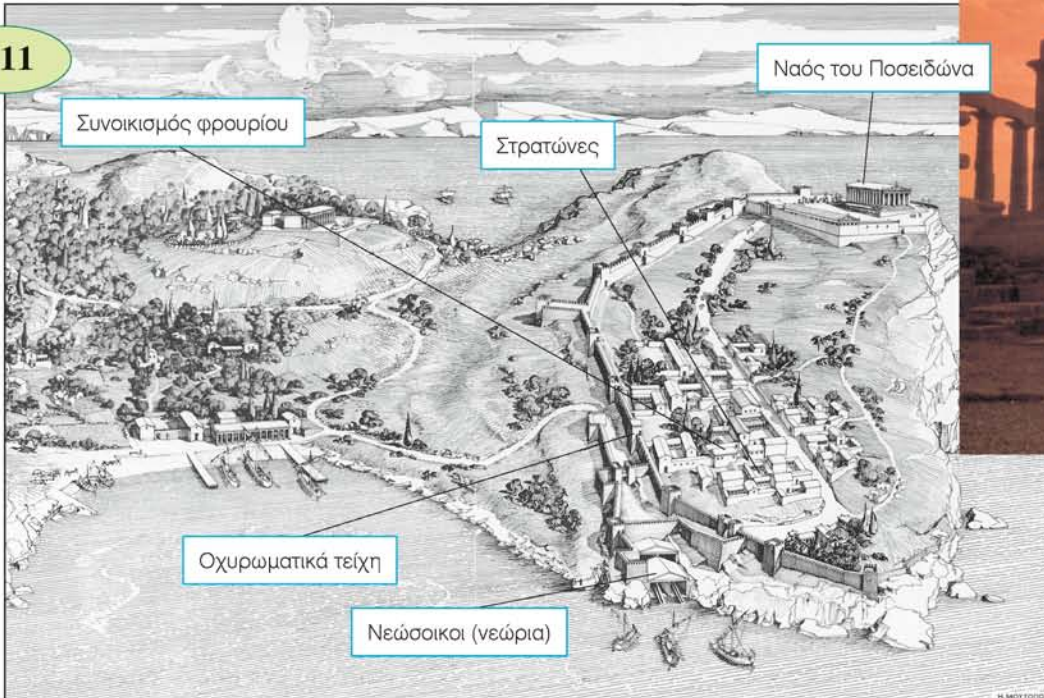 11
Ναός του Ποσειδώνα
Συνοικισμός φρουρίου
Στρατώνες
Οχυρωματικά τείχη
Νεώσοικοι (νεώρια)